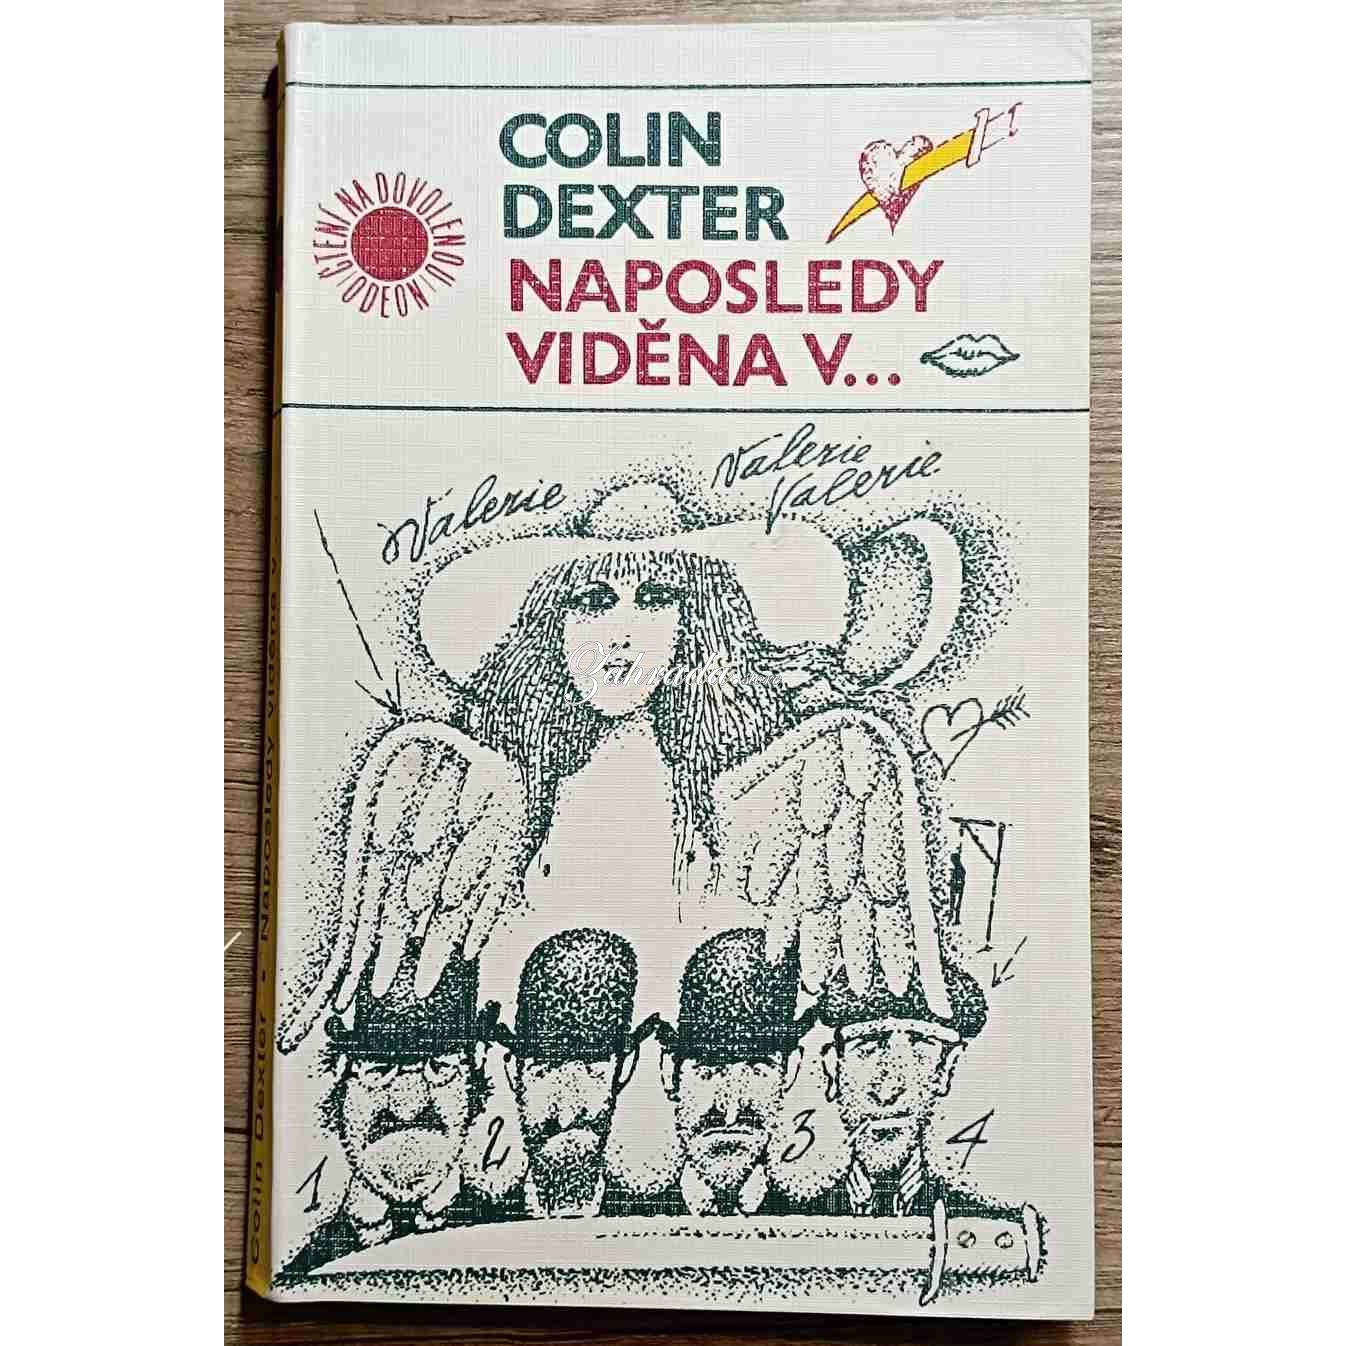 COLIN
DEXTER
NAPOSLEDY
VIDĚNA V...
ČTENÍ NA DOVOLENOU
ODEON
Valerie
Valerie
Valerie
Zahrada
1
2
3
4
Colin Dexter - Naposledy viděna v...